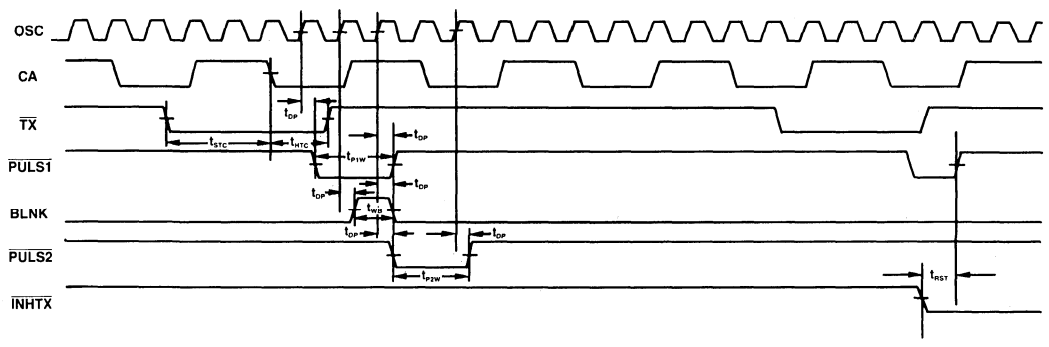 OSC
CA
TX
tDP
tSTC
tHTC
tDP
PULS1
tP1W
tDP
tDP
BLNK
tWB
tDP
tDP
PULS2
tP2W
tRST
INHTX